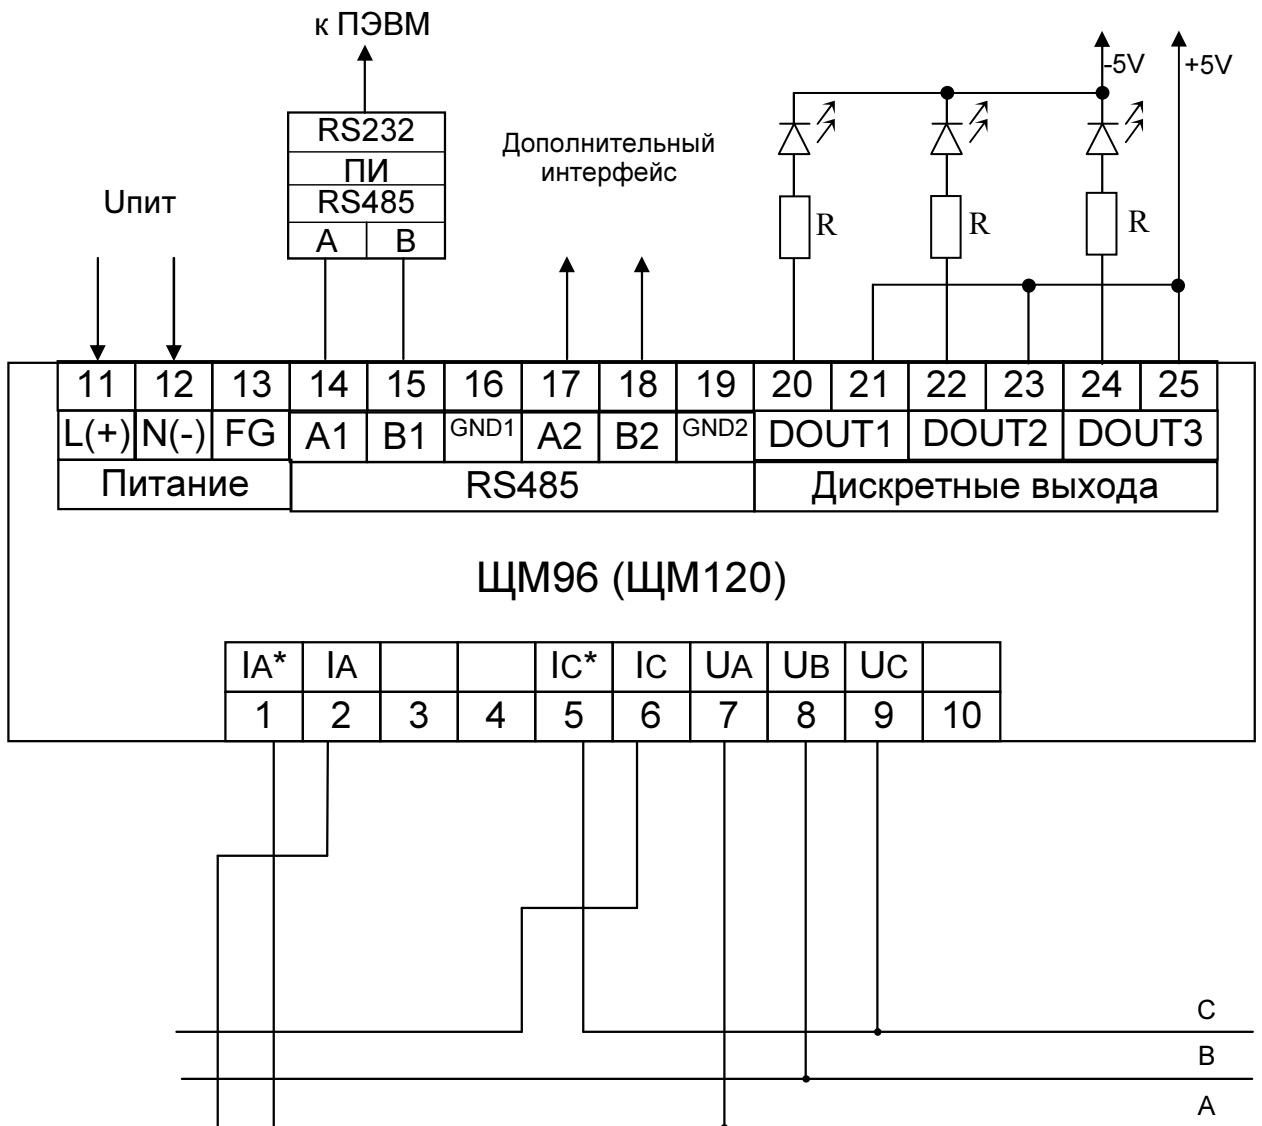 к ПЭВМ
-5V
+5V
RS232
ПИ
RS485
A B
Дополнительный
интерфейс
Uпит
R
R
R
11 12 13 14 15 16 17 18 19 20 21 22 23 24 25
L(+) N(-) FG A1 B1 GND1 A2 B2 GND2 DOUT1 DOUT2 DOUT3
Питание RS485 Дискретные выхода
ЩМ96 (ЩМ120)
IA* IA IC* IC UA UB UC
1 2 3 4 5 6 7 8 9 10
C
B
A